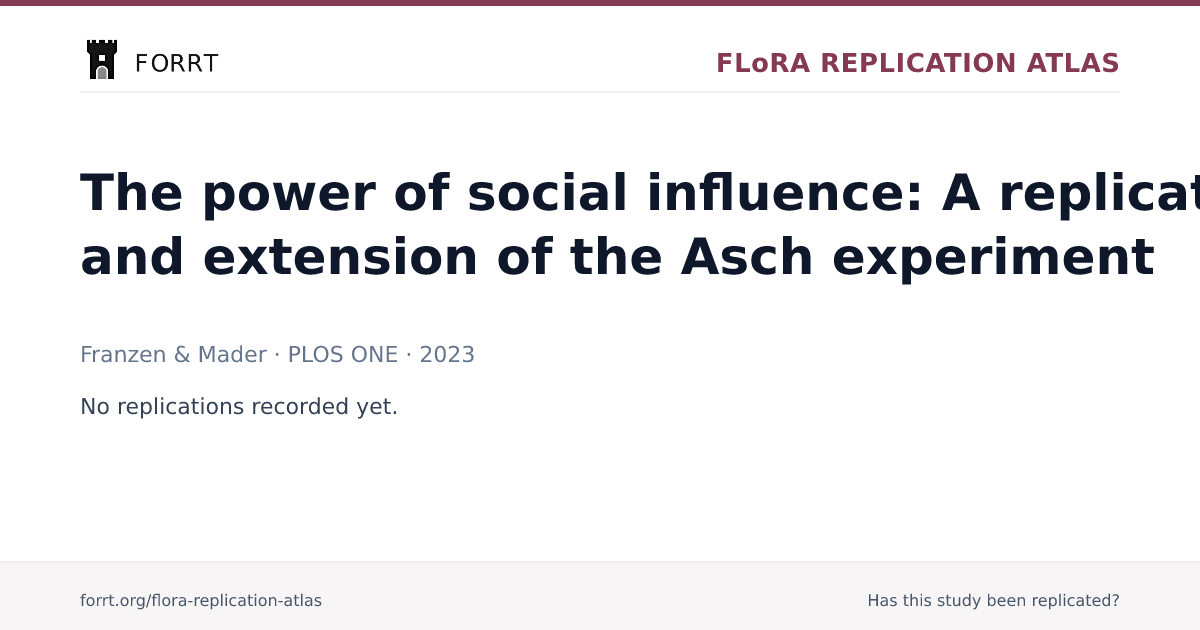 FORRT
FLoRA REPLICATION ATLAS
The power of social influence: A replicat
and extension of the Asch experiment
Franzen & Mader · PLOS ONE · 2023
No replications recorded yet.
forrt.org/flora-replication-atlas
Has this study been replicated?